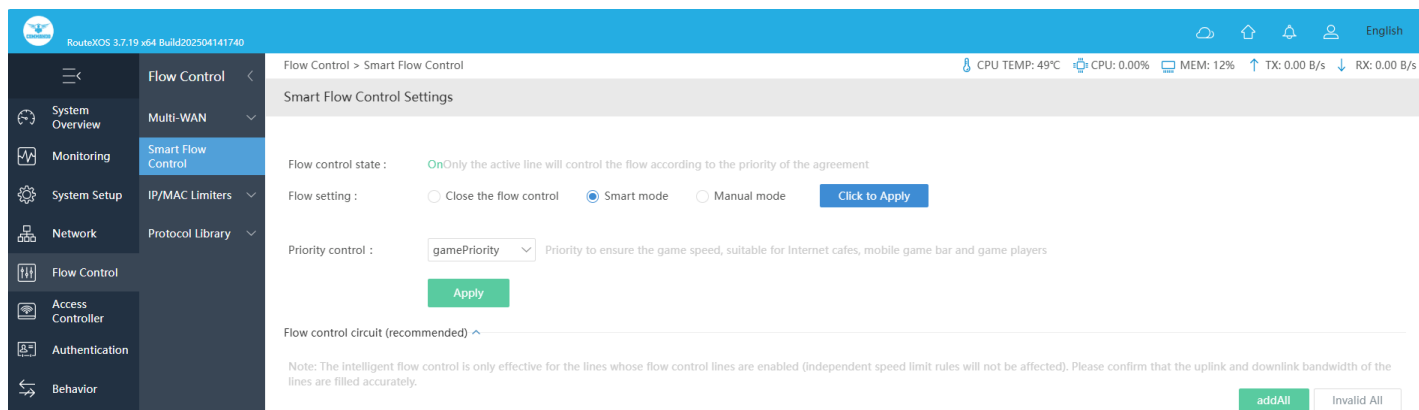 RouteXOS 3.7.19 x64 Build202504141740
English
Flow Control
Flow Control > Smart Flow Control
CPU TEMP: 49℃ CPU: 0.00% MEM: 12% TX: 0.00 B/s RX: 0.00 B/s
Smart Flow Control Settings
System
Overview
Monitoring
System Setup
Network
Flow Control
Access
Controller
Authentication
Behavior
Multi-WAN
Smart Flow
Control
IP/MAC Limiters
Protocol Library
Flow control state : OnOnly the active line will control the flow according to the priority of the agreement
Flow setting : Close the flow control Smart mode Manual mode Click to Apply
Priority control : gamePriority Priority to ensure the game speed, suitable for Internet cafes, mobile game bar and game players
Apply
Flow control circuit (recommended)
Note: The intelligent flow control is only effective for the lines whose flow control lines are enabled (independent speed limit rules will not be affected). Please confirm that the uplink and downlink bandwidth of the
lines are filled accurately.
addAll Invalid All